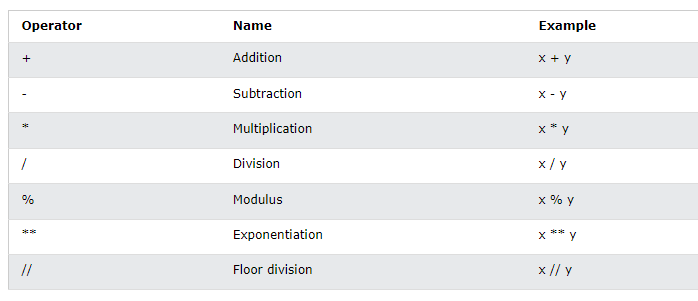 Operator Name Example
+ Addition x + y
- Subtraction x - y
* Multiplication x * y
/ Division x / y
% Modulus x % y
** Exponentiation x ** y
// Floor division x // y